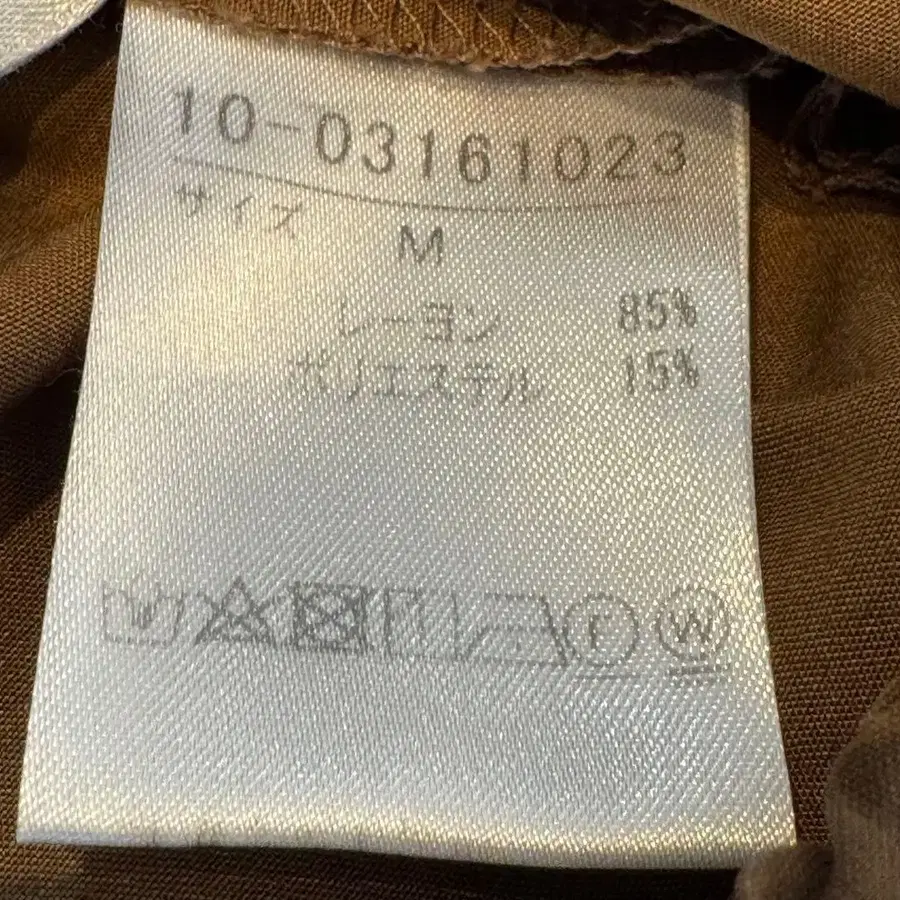 10-03161023
サイズ
M
レーヨン 85%
ポリエステル 15%
F W